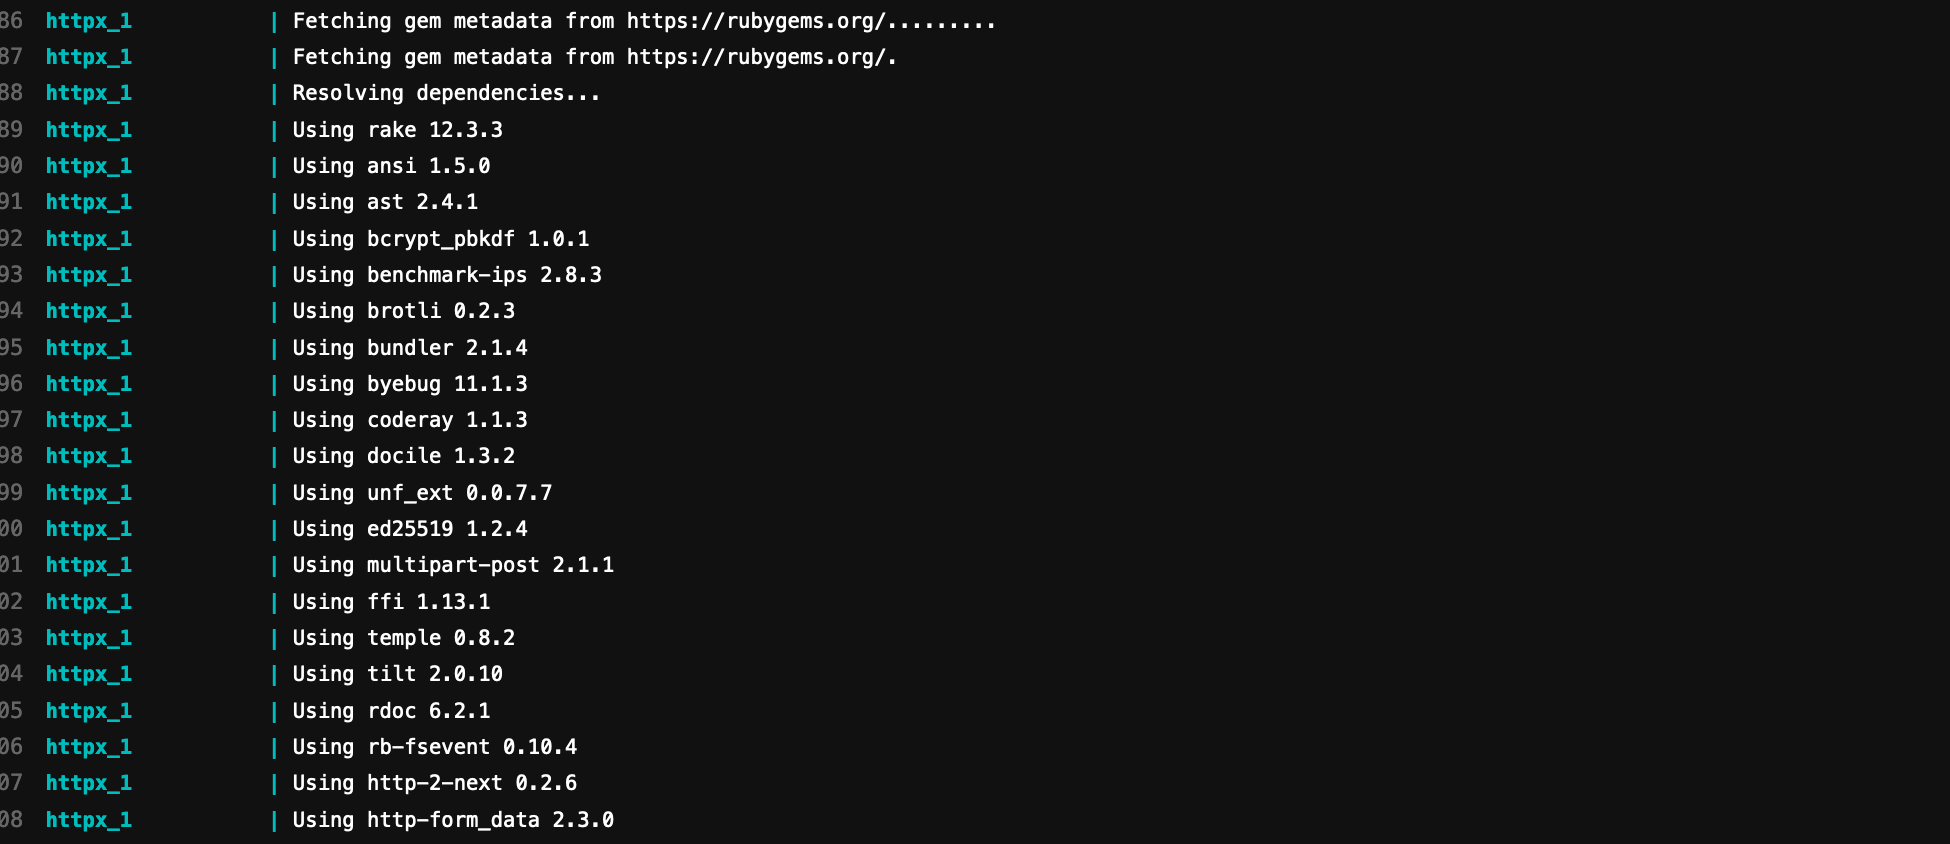 86 httpx_1 | Fetching gem metadata from https://rubygems.org/.........
87 httpx_1 | Fetching gem metadata from https://rubygems.org/.
88 httpx_1 | Resolving dependencies...
89 httpx_1 | Using rake 12.3.3
90 httpx_1 | Using ansi 1.5.0
91 httpx_1 | Using ast 2.4.1
92 httpx_1 | Using bcrypt_pbkdf 1.0.1
93 httpx_1 | Using benchmark-ips 2.8.3
94 httpx_1 | Using brotli 0.2.3
95 httpx_1 | Using bundler 2.1.4
96 httpx_1 | Using byebug 11.1.3
97 httpx_1 | Using coderay 1.1.3
98 httpx_1 | Using docile 1.3.2
99 httpx_1 | Using unf_ext 0.0.7.7
00 httpx_1 | Using ed25519 1.2.4
01 httpx_1 | Using multipart-post 2.1.1
02 httpx_1 | Using ffi 1.13.1
03 httpx_1 | Using temple 0.8.2
04 httpx_1 | Using tilt 2.0.10
05 httpx_1 | Using rdoc 6.2.1
06 httpx_1 | Using rb-fsevent 0.10.4
07 httpx_1 | Using http-2-next 0.2.6
08 httpx_1 | Using http-form_data 2.3.0